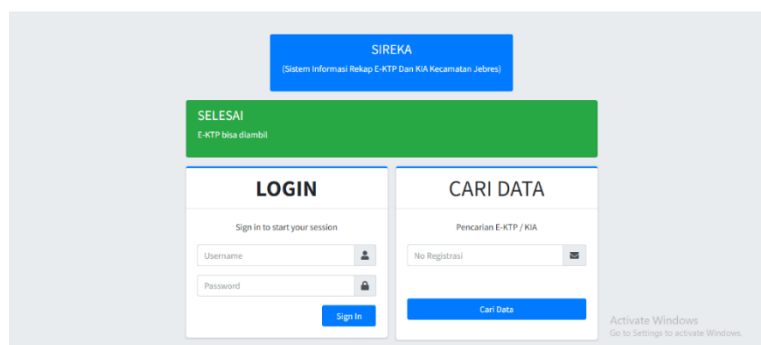 SIREKA
(Sistem Informasi Rekap E-KTP Dan KIA Kecamatan Jebres)
SELESAI
E-KTP bisa diambil
LOGIN
Sign in to start your session
Username
Password
Sign In
CARI DATA
Pencarian E-KTP / KIA
No Registrasi
Cari Data
Activate Windows
Go to Settings to activate Windows.